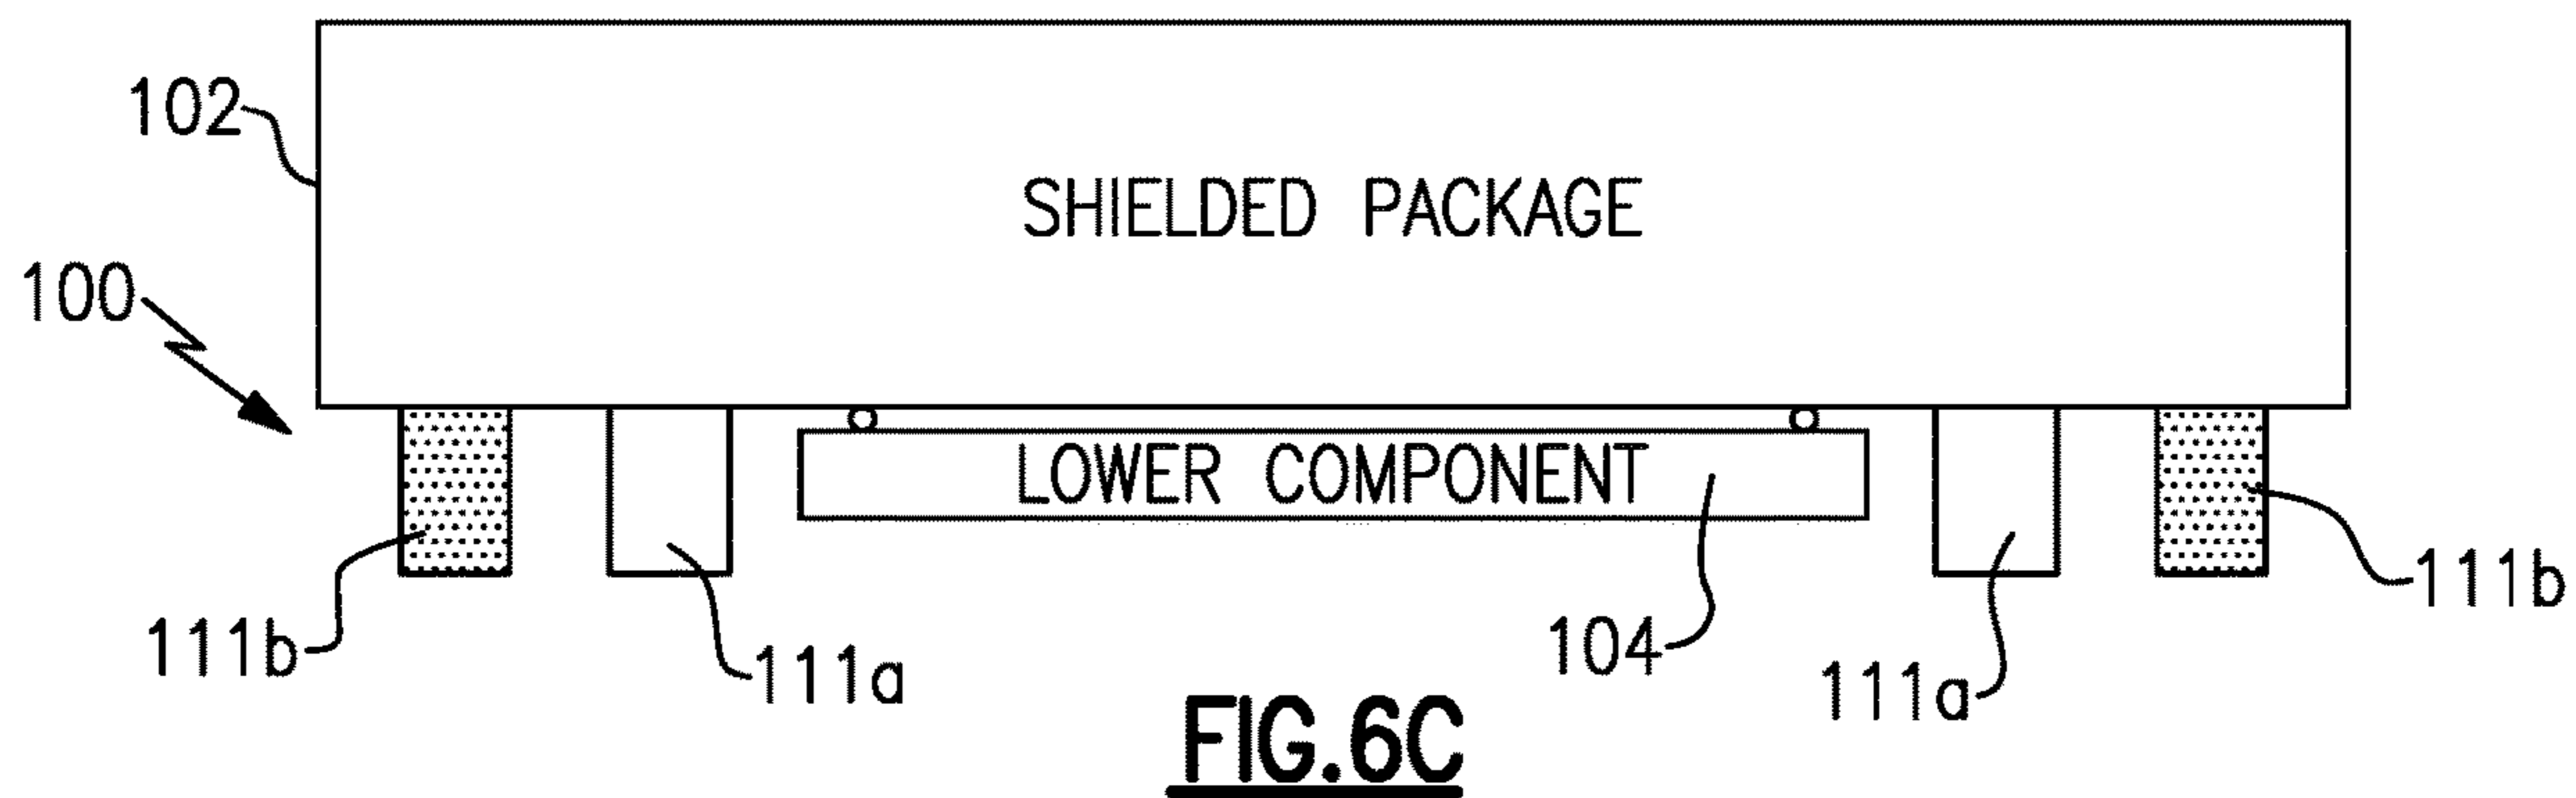 102
SHIELDED PACKAGE
100
LOWER COMPONENT
111b
111a
104
111a
111b
FIG.6C